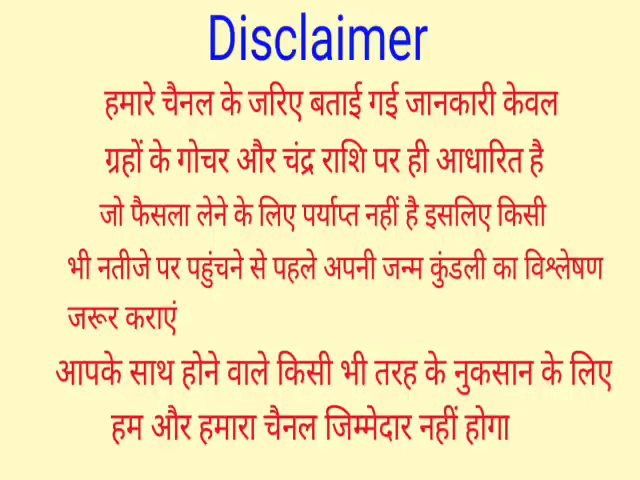 Disclaimer
हमारे चैनल के जरिए बताई गई जानकारी केवल
ग्रहों के गोचर और चंद्र राशि पर ही आधारित है
जो फैसला लेने के लिए पर्याप्त नहीं है इसलिए किसी
भी नतीजे पर पहुंचने से पहले अपनी जन्म कुंडली का विश्लेषण
जरूर कराएं
आपके साथ होने वाले किसी भी तरह के नुकसान के लिए
हम और हमारा चैनल जिम्मेदार नहीं होगा